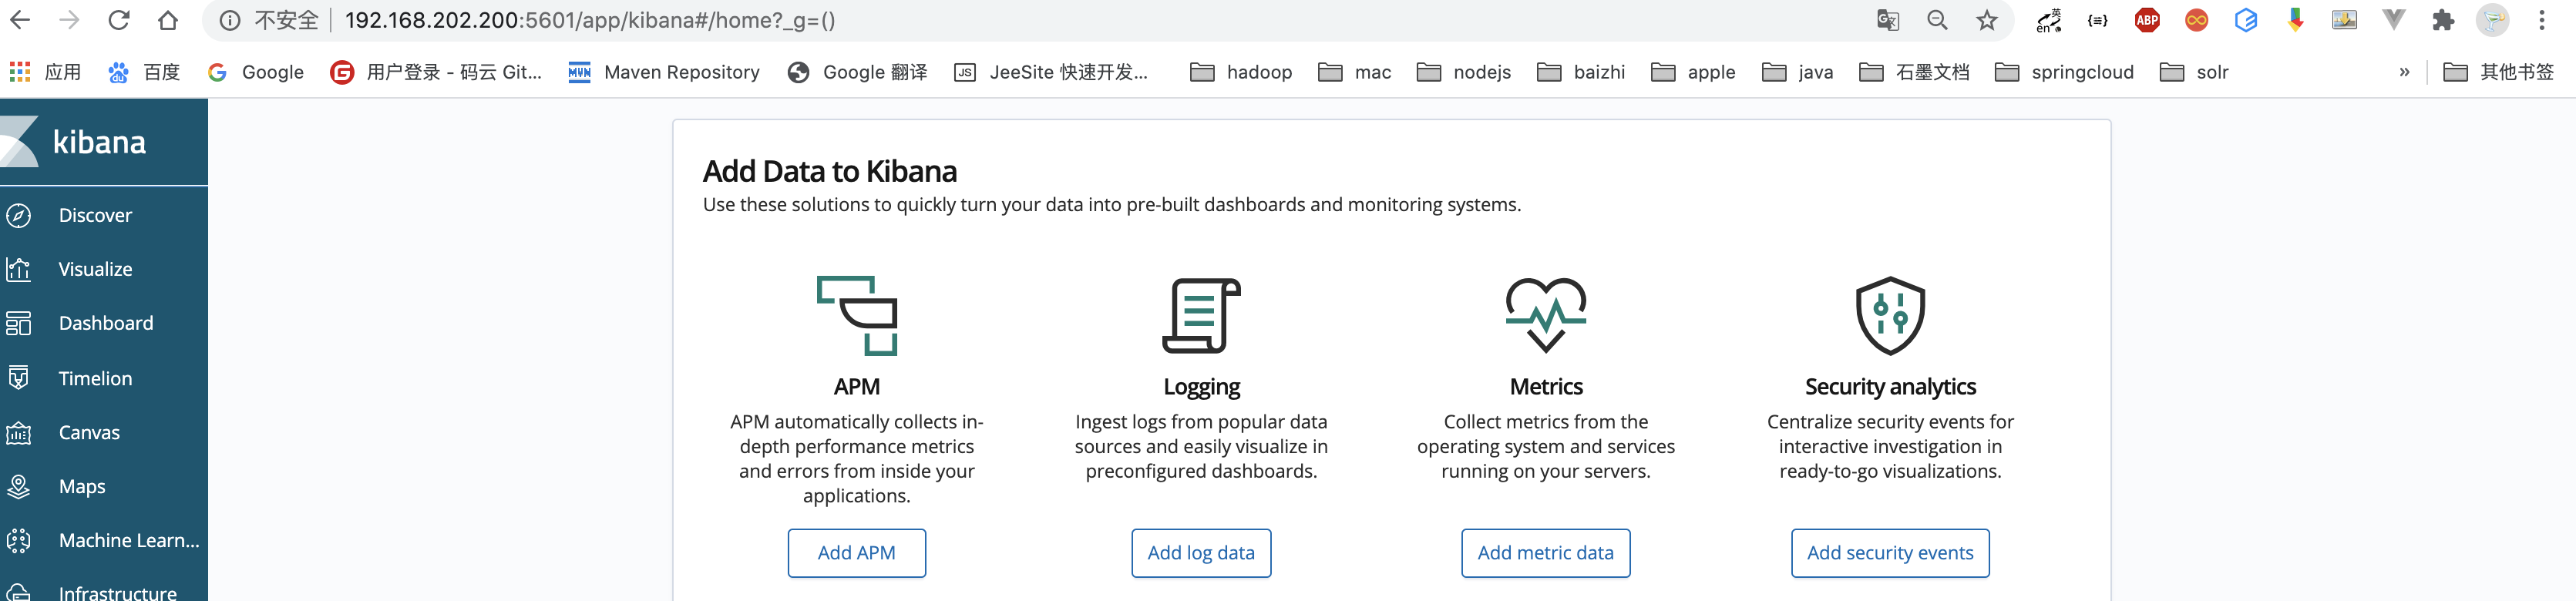 不安全 192.168.202.200:5601/app/kibana#/home?_g=()
英
en
{≡}
ABP
应用 百度 Google 用户登录 - 码云 Git... Maven Repository Google 翻译 JeeSite 快速开发... hadoop mac nodejs baizhi apple java 石墨文档 springcloud solr » 其他书签
kibana
Discover
Visualize
Dashboard
Timelion
Canvas
Maps
Machine Learn...
Infrastructure
Add Data to Kibana
Use these solutions to quickly turn your data into pre-built dashboards and monitoring systems.
APM
APM automatically collects in-
depth performance metrics
and errors from inside your
applications.
Add APM
Logging
Ingest logs from popular data
sources and easily visualize in
preconfigured dashboards.
Add log data
Metrics
Collect metrics from the
operating system and services
running on your servers.
Add metric data
Security analytics
Centralize security events for
interactive investigation in
ready-to-go visualizations.
Add security events